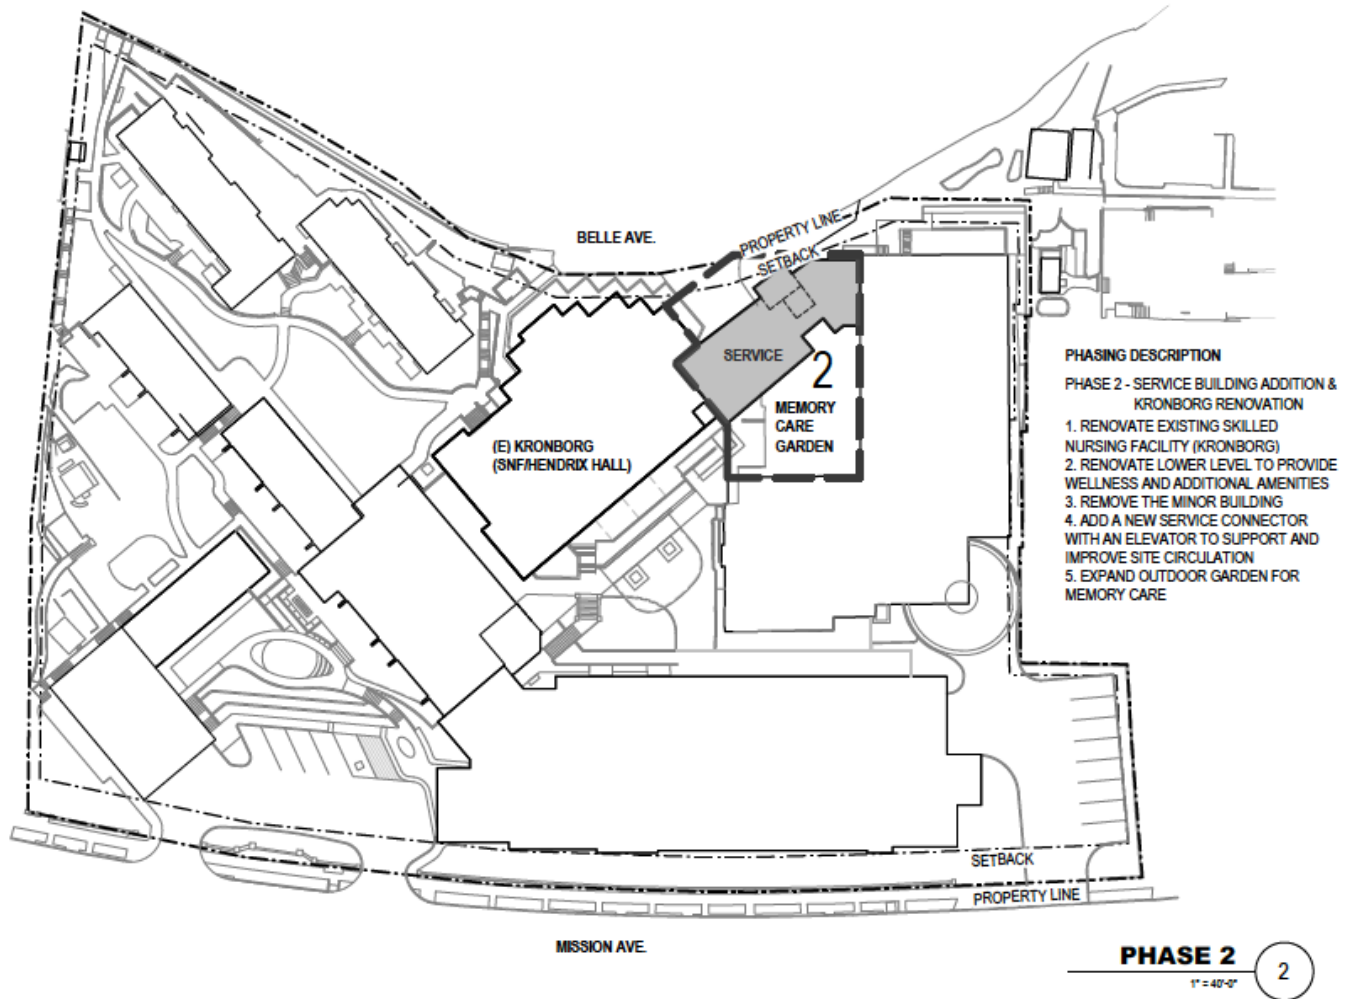 BELLE AVE.
PROPERTY LINE
SETBACK
SERVICE
2
MEMORY
CARE
GARDEN
(E) KRONBORG
(SNF/HENDRIX HALL)
PHASING DESCRIPTION
PHASE 2 - SERVICE BUILDING ADDITION &
KRONBORG RENOVATION
1. RENOVATE EXISTING SKILLED
NURSING FACILITY (KRONBORG)
2. RENOVATE LOWER LEVEL TO PROVIDE
WELLNESS AND ADDITIONAL AMENITIES
3. REMOVE THE MINOR BUILDING
4. ADD A NEW SERVICE CONNECTOR
WITH AN ELEVATOR TO SUPPORT AND
IMPROVE SITE CIRCULATION
5. EXPAND OUTDOOR GARDEN FOR
MEMORY CARE
SETBACK
PROPERTY LINE
MISSION AVE.
PHASE 2
1" = 40'-0"
2